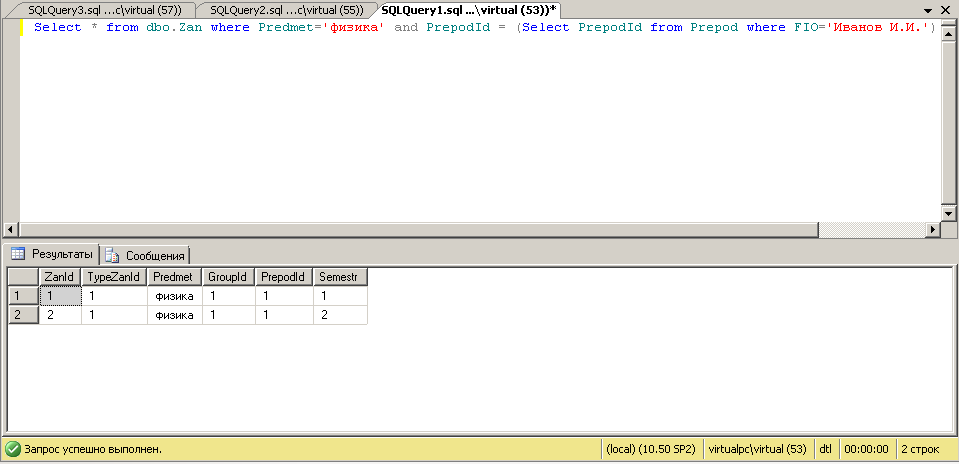 SQLQuery3.sql ...c\virtual (57)) SQLQuery2.sql ...c\virtual (55)) SQLQuery1.sql ...\virtual (53))*
Select * from dbo.Zan where Predmet='физика' and PrepodId = (Select PrepodId from Prepod where FIO='Иванов И.И.')
Результаты Сообщения
ZanId TypeZanId Predmet GroupId PrepodId Semestr
1 1 1 физика 1 1 1
2 2 1 физика 1 1 2
Запрос успешно выполнен. (local) (10.50 SP2) virtualpc\virtual (53) dtl 00:00:00 2 строк